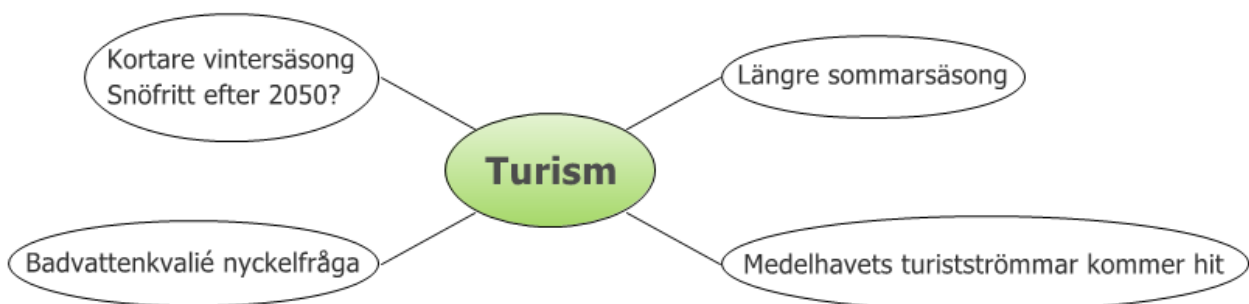 Kortare vintersäsong
Snöfritt efter 2050?
Längre sommarsäsong
Turism
Badvattenkvalié nyckelfråga
Medelhavets turistströmmar kommer hit